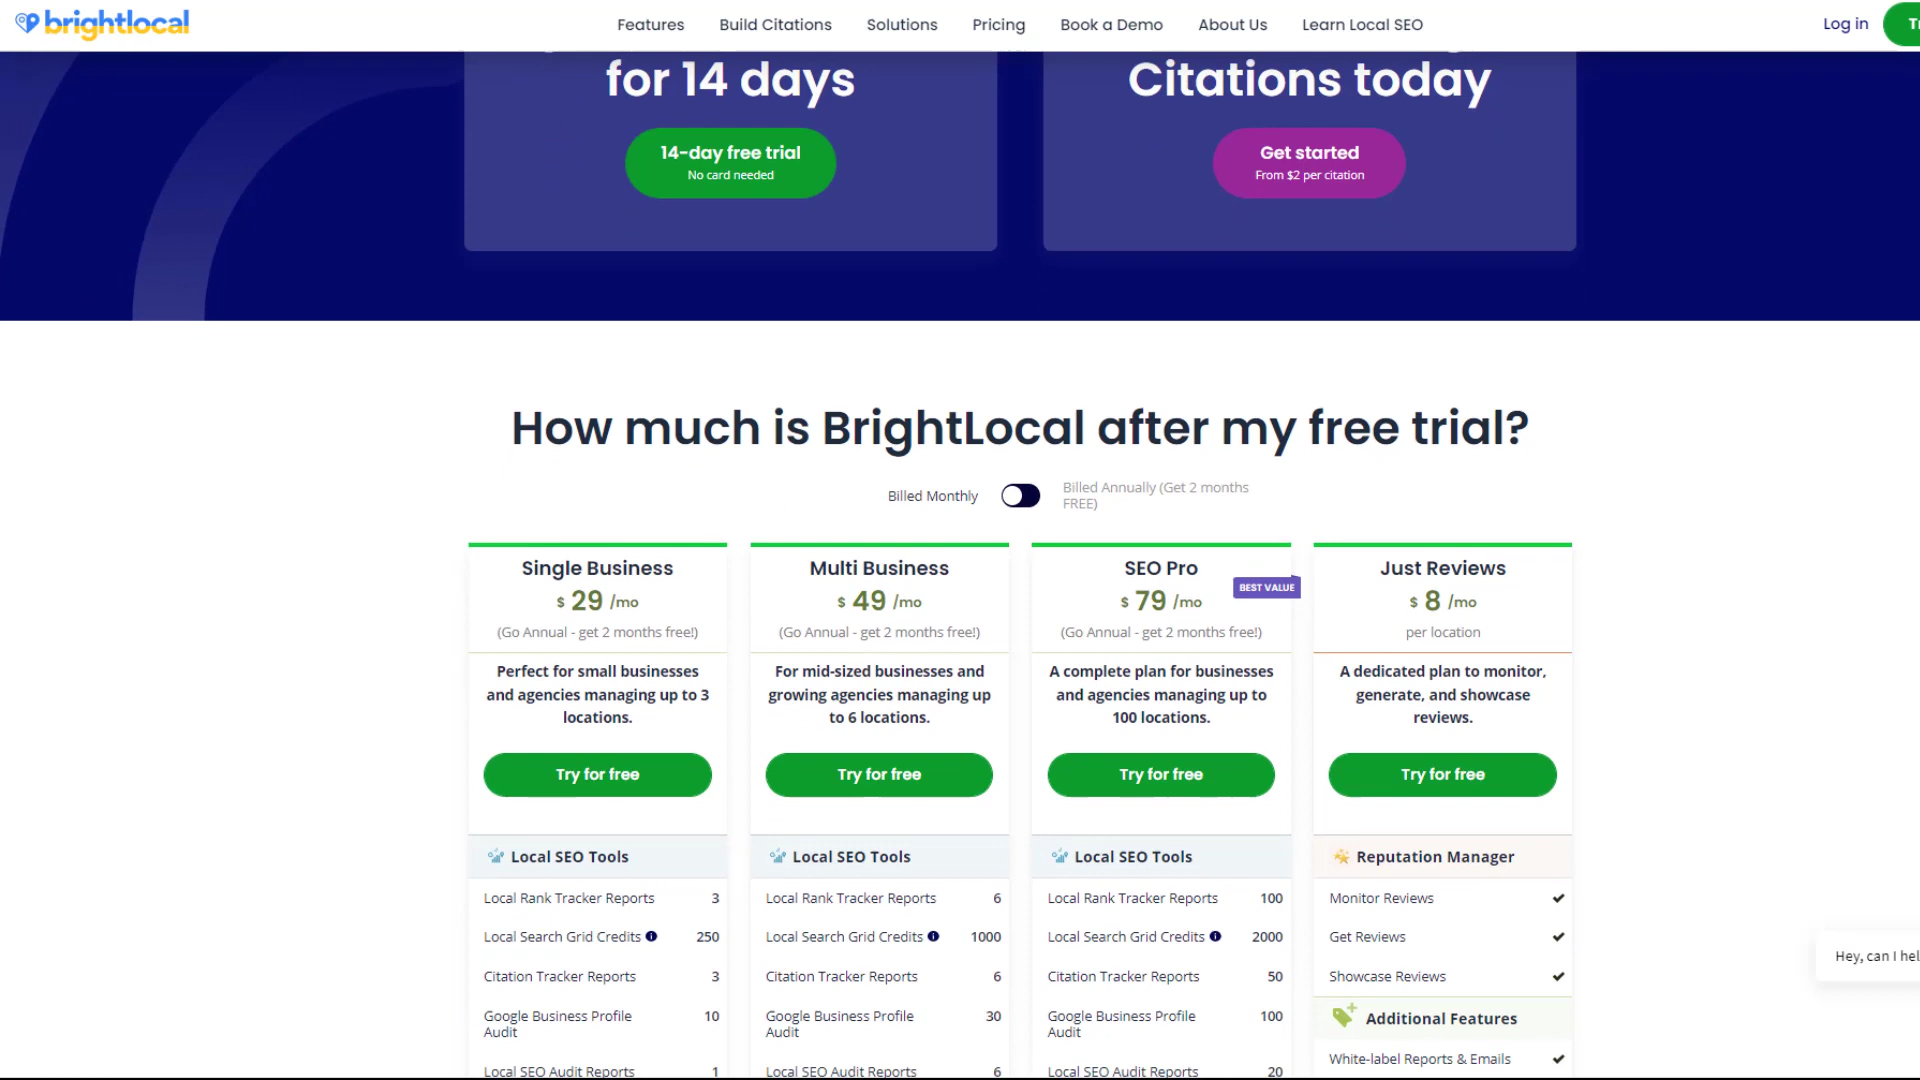 brightlocal
Features Build Citations Solutions Pricing Book a Demo About Us Learn Local SEO Log in
for 14 days
14-day free trial
No card needed
Citations today
Get started
From $2 per citation
How much is BrightLocal after my free trial?
Billed Monthly
Billed Annually (Get 2 months
FREE)
Single Business
$ 29 /mo
(Go Annual - get 2 months free!)
Perfect for small businesses
and agencies managing up to 3
locations.
Try for free
Local SEO Tools
Local Rank Tracker Reports 3
Local Search Grid Credits 250
Citation Tracker Reports 3
Google Business Profile
Audit 10
Local SEO Audit Reports 1
Multi Business
$ 49 /mo
(Go Annual - get 2 months free!)
For mid-sized businesses and
growing agencies managing up
to 6 locations.
Try for free
Local SEO Tools
Local Rank Tracker Reports 6
Local Search Grid Credits 1000
Citation Tracker Reports 6
Google Business Profile
Audit 30
Local SEO Audit Reports 6
SEO Pro
BEST VALUE
$ 79 /mo
(Go Annual - get 2 months free!)
A complete plan for businesses
and agencies managing up to
100 locations.
Try for free
Local SEO Tools
Local Rank Tracker Reports 100
Local Search Grid Credits 2000
Citation Tracker Reports 50
Google Business Profile
Audit 100
Local SEO Audit Reports 20
Just Reviews
$ 8 /mo
per location
A dedicated plan to monitor,
generate, and showcase
reviews.
Try for free
Reputation Manager
Monitor Reviews
Get Reviews
Showcase Reviews
Additional Features
White-label Reports & Emails
Hey, can I hel